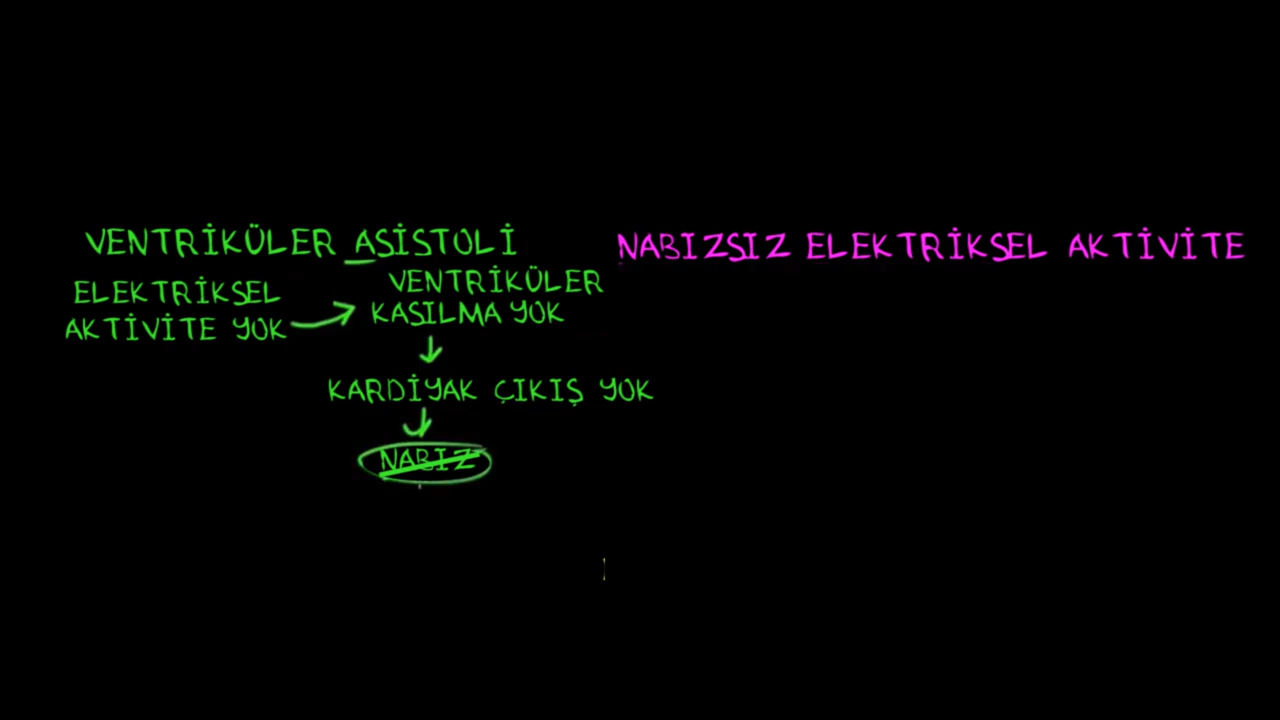 VENTRİKÜLER ASİSTOLİ
ELEKTRİKSEL
AKTİVİTE YOK
VENTRİKÜLER
KASILMA YOK
KARDİYAK ÇIKIŞ YOK
NABIZ
NABIZSIZ ELEKTRİKSEL AKTİVİTE